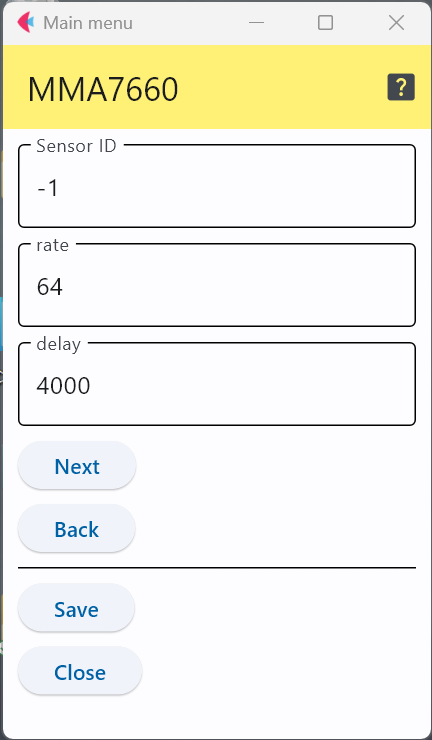 Main menu
MMA7660
?
Sensor ID
-1
rate
64
delay
4000
Next
Back
Save
Close